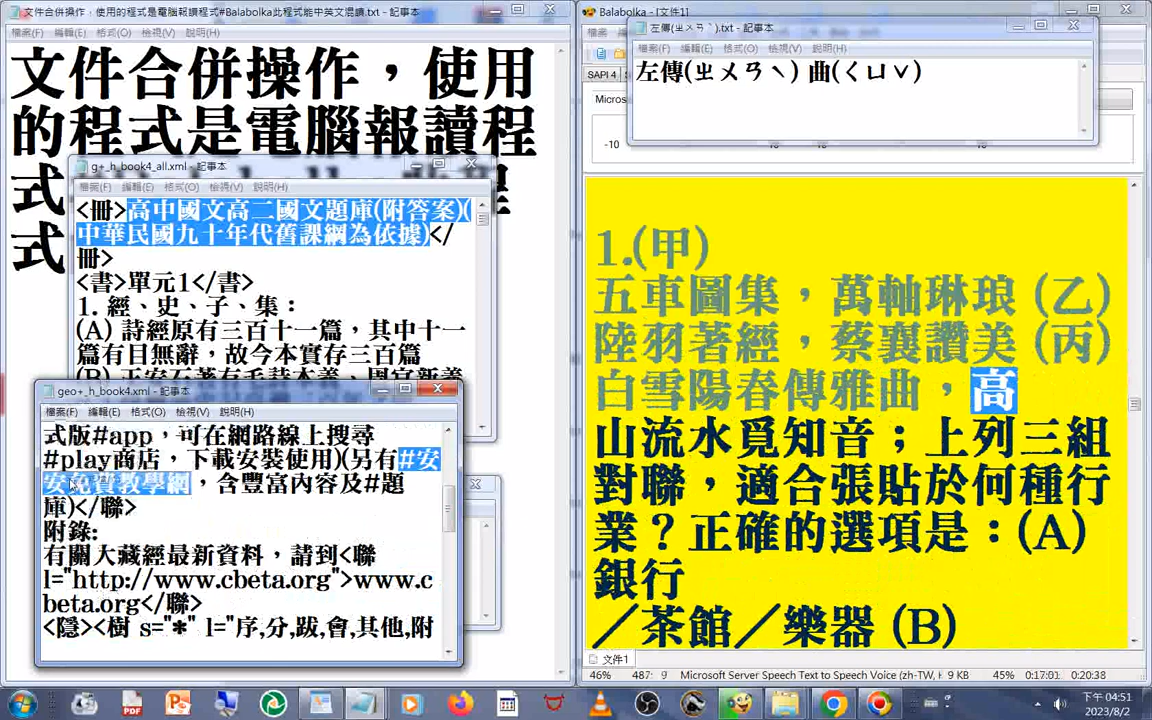 文件合併操作，使用的程式是電腦報讀程式#Balabolka此程式能中英文混讀.txt - 記事本
檔案(F) 編輯(E) 格式(O) 檢視(V) 說明(H)
文件合併操作，使用
的程式是電腦報讀程
式
式
g+_h_book4_all.xml - 記事本
檔案(F) 編輯(E) 格式(O) 檢視(V) 說明(H)
<冊>高中國文高二國文題庫(附答案)(
中華民國九十年代舊課綱為依據)</
冊>
<書>單元1</書>
1. 經、史、子、集：
(A) 詩經原有三百十一篇，其中十一
篇有目無辭，故今本實存三百篇
geo+_h_book4.xml - 記事本
檔案(F) 編輯(E) 格式(O) 檢視(V) 說明(H)
式版#app，可在網路線上搜尋
#play商店，下載安裝使用)(另有#安
安免費教學網，含豐富內容及#題
庫)</聯>
附錄:
有關大藏經最新資料，請到<聯
l="http://www.cbeta.org">www.c
beta.org</聯>
<隱><樹 s="*" l="序,分,跋,會,其他,附
Balabolka - [文件1]
檔案
左傳(ㄓㄨㄢˋ).txt - 記事本
檔案(F) 編輯(E) 格式(O) 檢視(V) 說明(H)
左傳(ㄓㄨㄢˋ) 曲(ㄑㄩˇ)
SAPI 4
Micros
-10
1.(甲)
五車圖集，萬軸琳琅 (乙)
陸羽著經，蔡襄讚美 (丙)
白雪陽春傳雅曲，高
山流水覓知音；上列三組
對聯，適合張貼於何種行
業？正確的選項是：(A)
銀行
／茶館／樂器 (B)
文件1
46% 487: 9 Microsoft Server Speech Text to Speech Voice (zh-TW, H 9 KB 45% 0:17:01 0:20:38
下午 04:51
2023/8/2